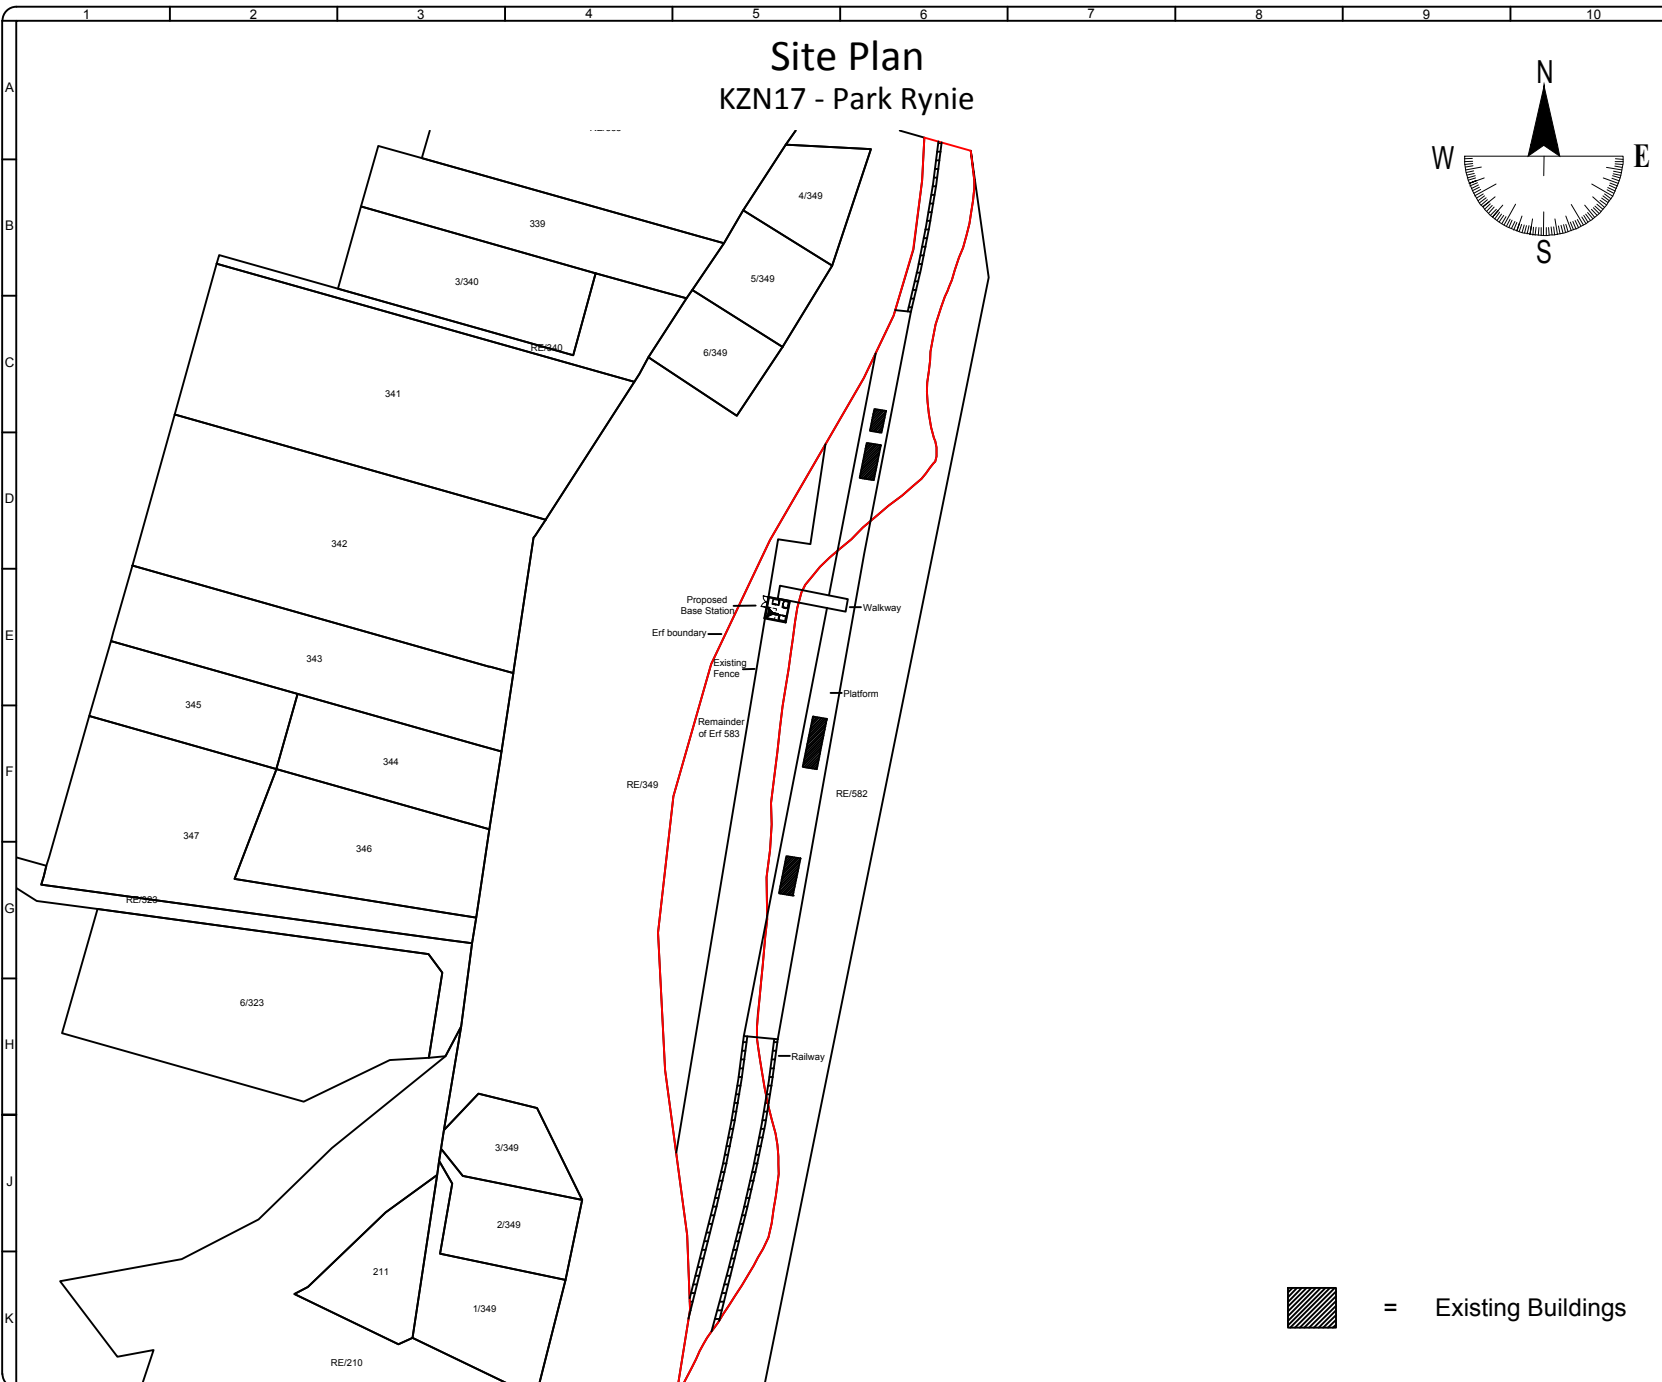 1 2 3 4 5 6 7 8 9 10
Site Plan
KZN17 - Park Rynie
N
W E
S
A
B
C
D
E
F
G
H
J
K
4/349
339
5/349
3/340
RE/340
6/349
341
342
Proposed
Base Station
Walkway
Erf boundary
343
Existing
Fence
Platform
345
Remainder
of Erf 583
344
RE/349
RE/582
347
346
RE/323
6/323
Railway
3/349
2/349
211
1/349
RE/210
= Existing Buildings